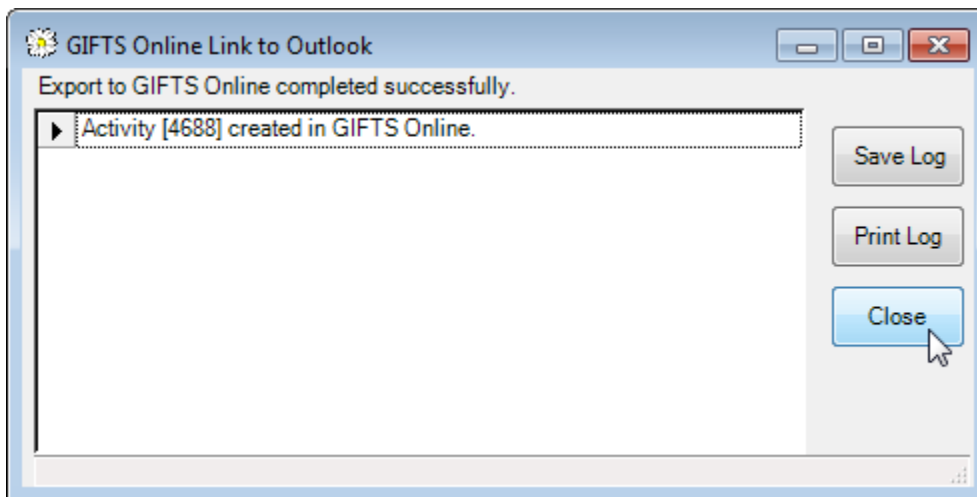 GIFTS Online Link to Outlook
Export to GIFTS Online completed successfully.
Activity [4688] created in GIFTS Online.
Save Log
Print Log
Close